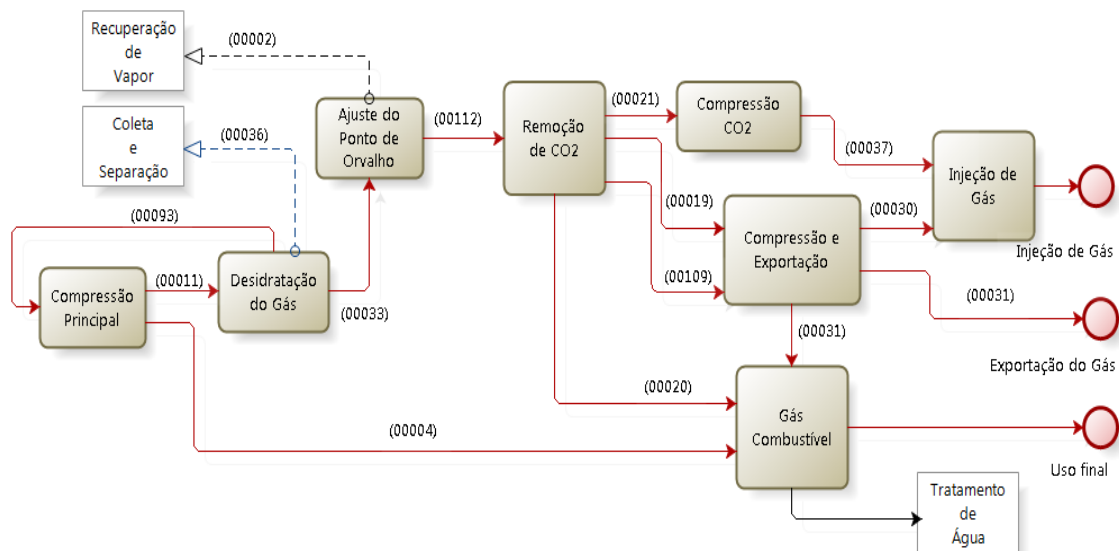 Recuperação
de
Vapor
(00002)
Coleta
e
Separação
(00036)
Ajuste do
Ponto de
Orvalho
(00112)
Remoção
de CO2
(00021)
Compressão
CO2
(00037)
Injeção de
Gás
Injeção de Gás
(00019)
(00109)
Compressão e
Exportação
(00030)
(00031)
Exportação do Gás
(00093)
Compressão
Principal
(00011)
Desidratação
do Gás
(00033)
(00031)
(00020)
(00004)
Gás
Combustível
Uso final
Tratamento
de
Água